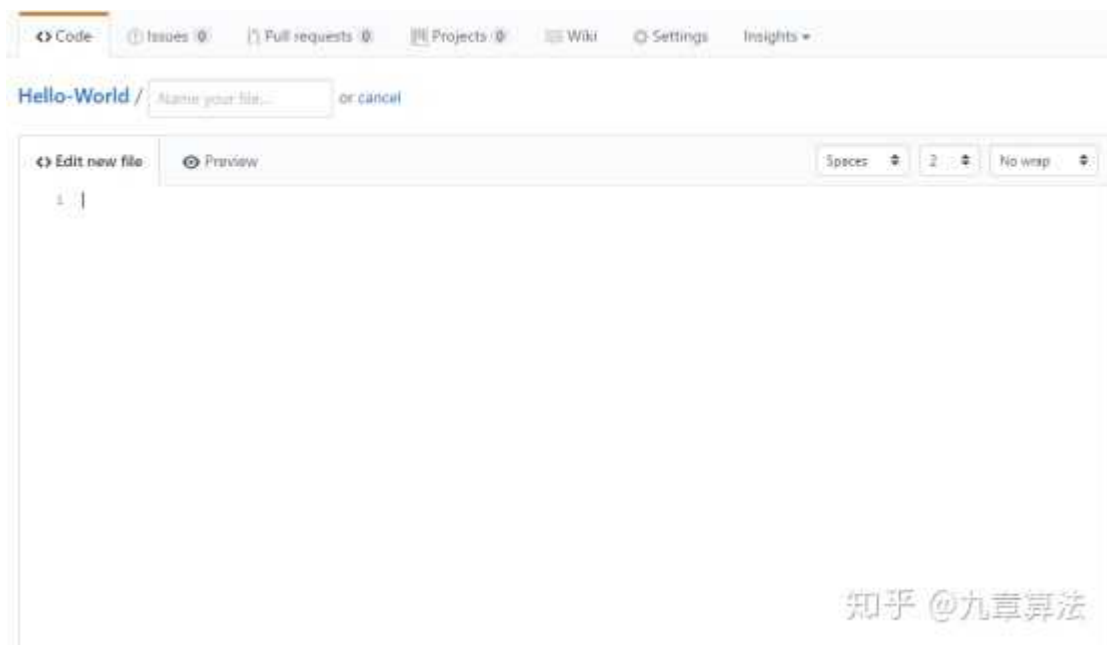 Code Issues 0 Pull requests 0 Projects 0 Wiki Settings Insights
Hello-World / Name your file... or cancel
Edit new file Preview Spaces 2 No wrap
1
知乎 @九章算法